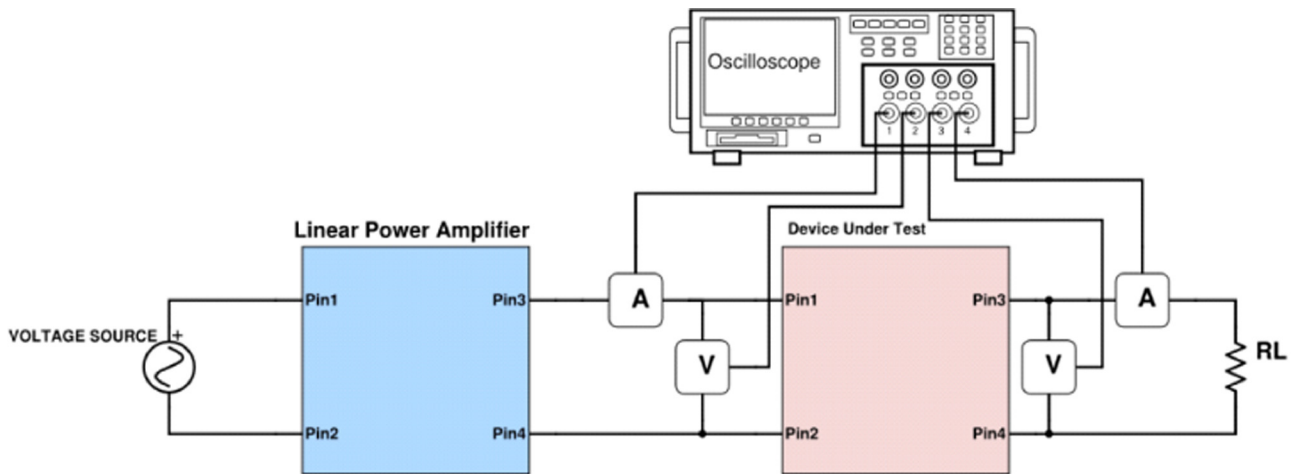 Oscilloscope
1 2 3 4
Linear Power Amplifier
Device Under Test
Pin1 Pin3 A Pin1 Pin3 A
VOLTAGE SOURCE +
V V RL
Pin2 Pin4 Pin2 Pin4